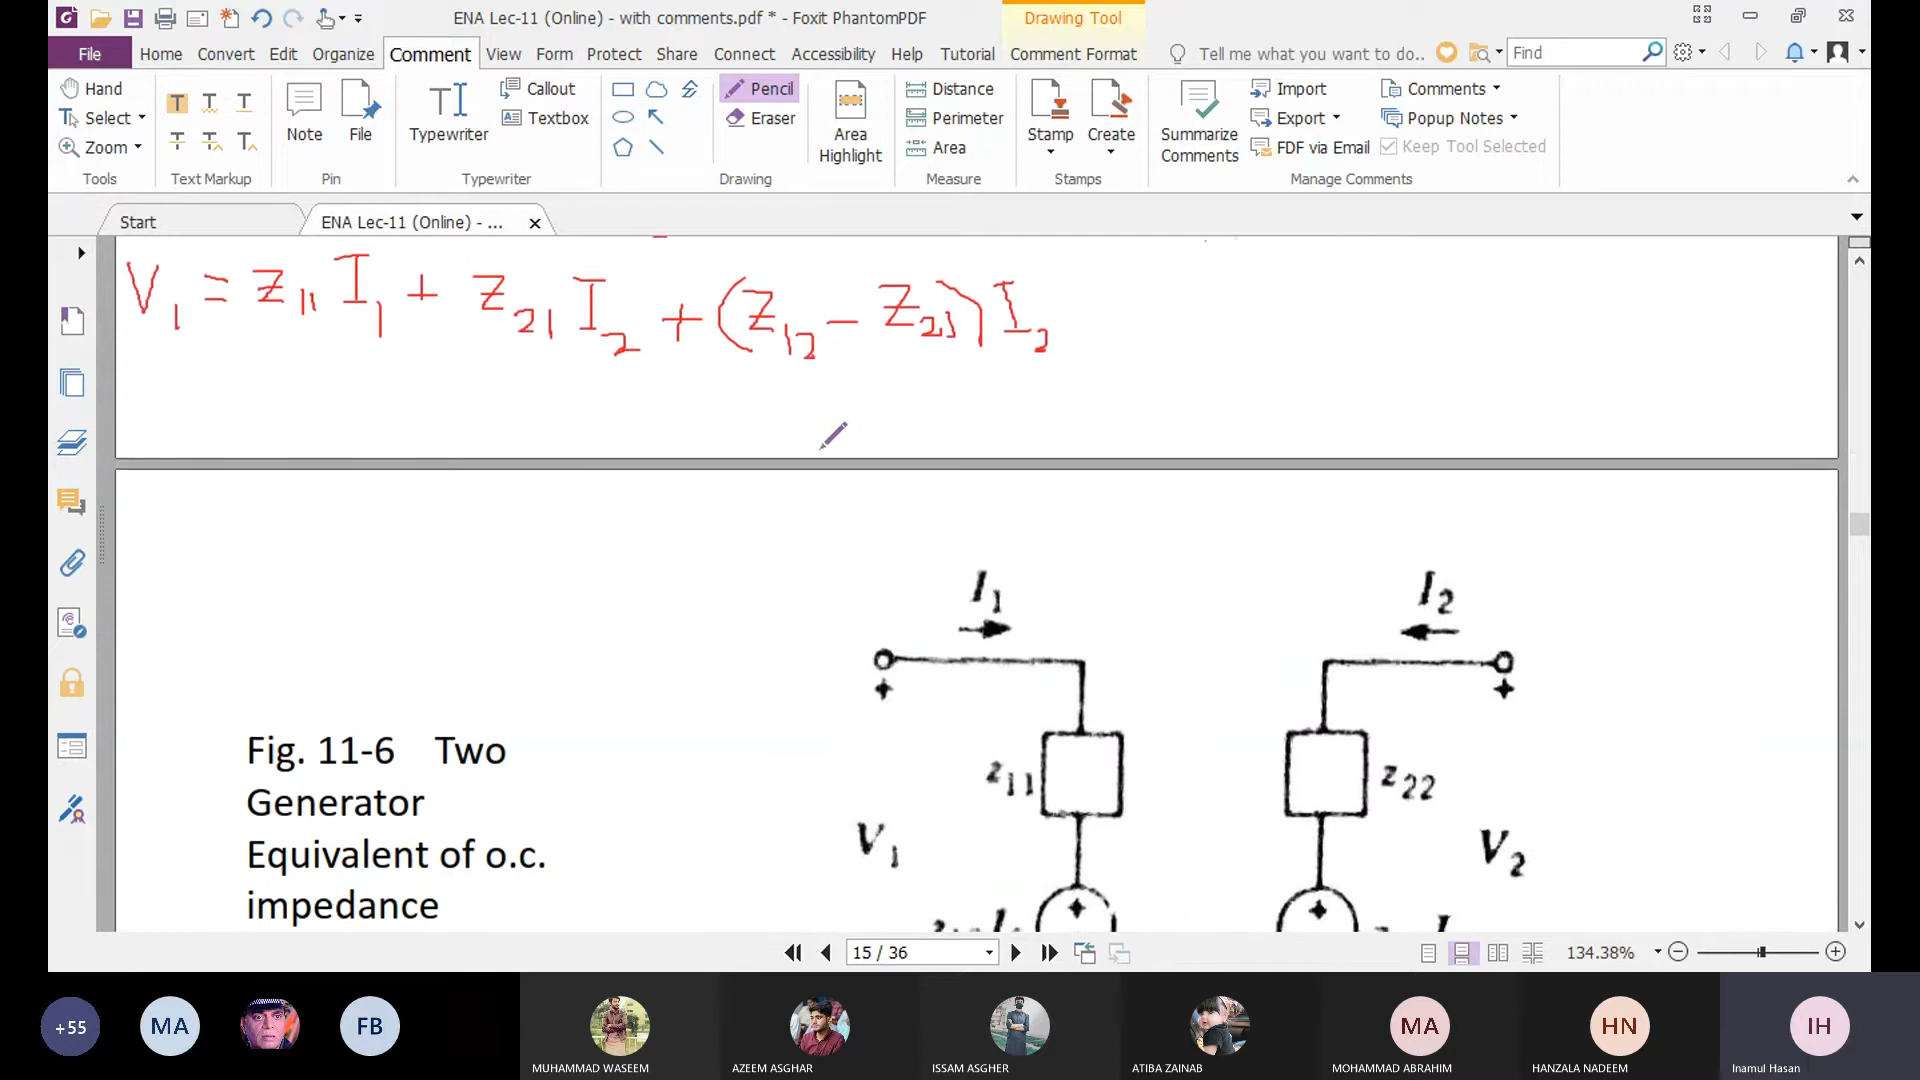 ENA Lec-11 (Online) - with comments.pdf * - Foxit PhantomPDF
Drawing Tool
File Home Convert Edit Organize Comment View Form Protect Share Connect Accessibility Help Tutorial Comment Format Tell me what you want to do.. Find
Hand
Select
Zoom
Tools
T T T
T T T
Text Markup
Note File
Pin
Typewriter
Callout
Textbox
Typewriter
Pencil
Eraser
Area Highlight
Drawing
Distance
Perimeter
Area
Measure
Stamp Create
Stamps
Summarize Comments
Import
Export
FDF via Email
Comments
Popup Notes
Keep Tool Selected
Manage Comments
Start
ENA Lec-11 (Online) - ...
V1 = Z11 I1 + Z21 I2 + (Z12 - Z21) I2
I1 I2
z11 z22
V1 V2
Fig. 11-6 Two
Generator
Equivalent of o.c.
impedance
15 / 36
134.38%
+55 MA FB MA HN IH
MUHAMMAD WASEEM AZEEM ASGHAR ISSAM ASGHER ATIBA ZAINAB MOHAMMAD ABRAHIM HANZALA NADEEM Inamul Hasan